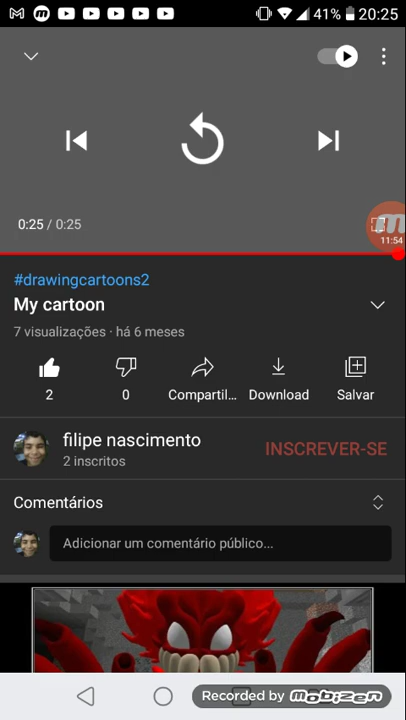 41% 20:25
0:25 / 0:25
11:54
#drawingcartoons2
My cartoon
7 visualizações · há 6 meses
2 0 Compartil... Download Salvar
filipe nascimento
INSCREVER-SE
2 inscritos
Comentários
Adicionar um comentário público...
Recorded by MOBIZEN